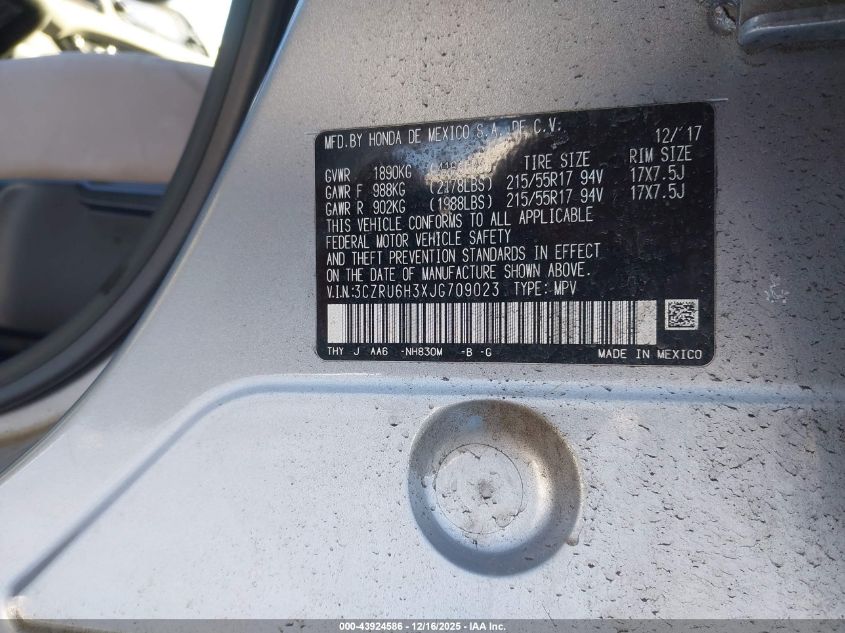 MFD.BY HONDA DE MEXICO S.A. DE C.V. 12/'17
GVWR 1890KG TIRE SIZE RIM SIZE
GAWR F 988KG (2178LBS) 215/55R17 94V 17X7.5J
GAWR R 902KG (1988LBS) 215/55R17 94V 17X7.5J
THIS VEHICLE CONFORMS TO ALL APPLICABLE
FEDERAL MOTOR VEHICLE SAFETY
AND THEFT PREVENTION STANDARDS IN EFFECT
ON THE DATE OF MANUFACTURE SHOWN ABOVE.
V.I.N:3CZRU6H3XJG709023 TYPE: MPV
THY J AA6 -NH830M -B -G MADE IN MEXICO
000-43924586 - 12/16/2025 - IAA Inc.